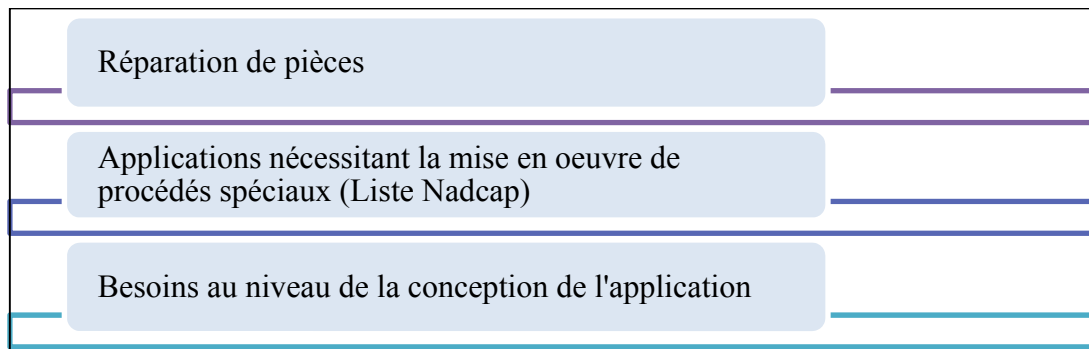 Réparation de pièces
Applications nécessitant la mise en oeuvre de
procédés spéciaux (Liste Nadcap)
Besoins au niveau de la conception de l'application